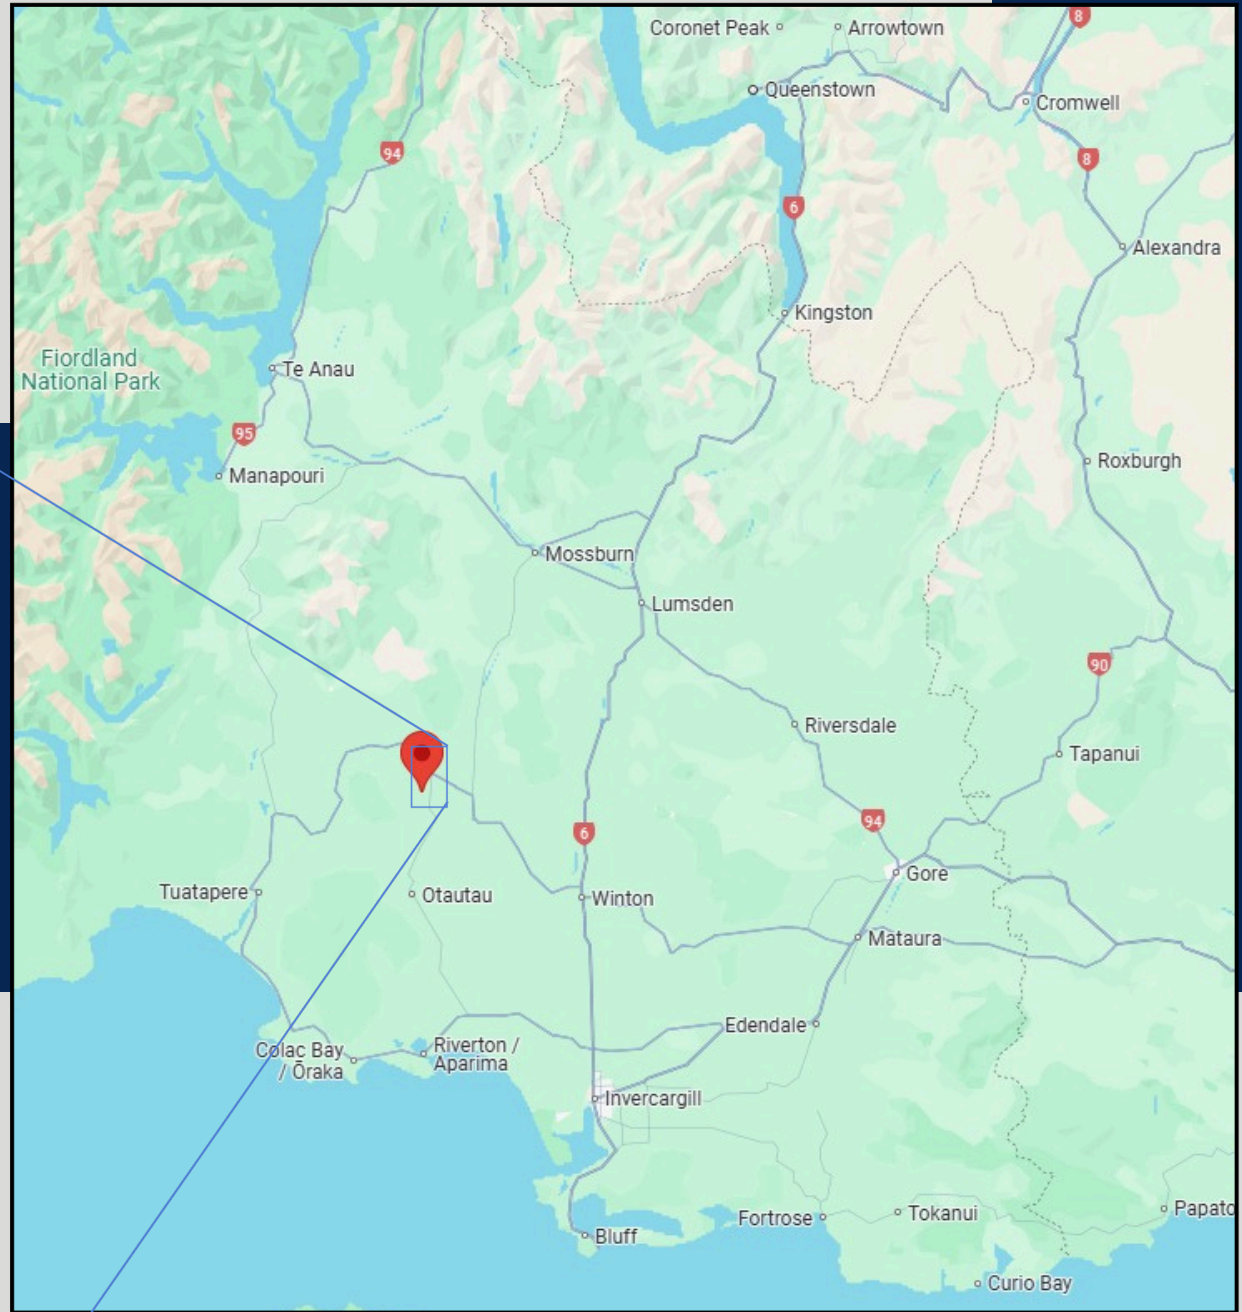 8
Coronet Peak
Arrowtown
Queenstown
Cromwell
94
8
6
Alexandra
Kingston
Fiordland
National Park
Te Anau
95
Manapouri
Roxburgh
Mossburn
Lumsden
90
Riversdale
Tapanui
94
6
Gore
Tuatapere
Otautau
Winton
Mataura
Edendale
Colac Bay
/ Ōraka
Riverton /
Aparima
Invercargill
Fortrose
Tokanui
Papato
Bluff
Curio Bay